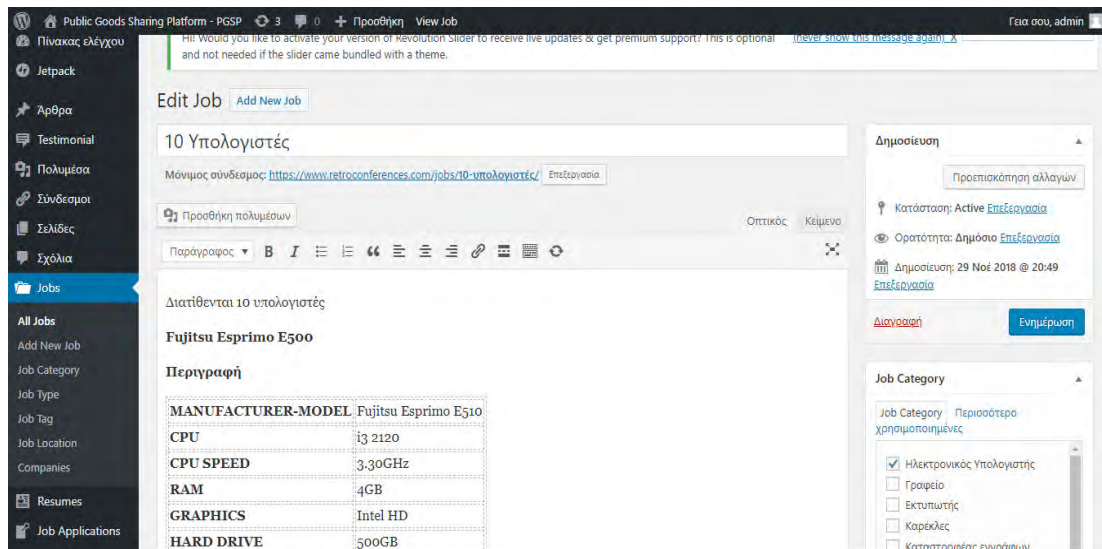 Public Goods Sharing Platform - PGSP 3 0 + Προσθήκη View Job Γεια σου, admin
Πίνακας ελέγχου
Jetpack
Άρθρα
Testimonial
Πολυμέσα
Σύνδεσμοι
Σελίδες
Σχόλια
Jobs
All Jobs
Add New Job
Job Category
Job Type
Job Tag
Job Location
Companies
Resumes
Job Applications
Hi! Would you like to activate your version of Revolution Slider to receive live updates & get premium support? This is optional (never show this message again) X
and not needed if the slider came bundled with a theme.
Edit Job Add New Job
10 Υπολογιστές
Μόνιμος σύνδεσμος: https://www.retroconferences.com/jobs/10-υπολογιστές/ Επεξεργασία
Προσθήκη πολυμέσων Οπτικός Κείμενο
Παράγραφος B I
Διατίθενται 10 υπολογιστές
Fujitsu Esprimo E500
Περιγραφή
MANUFACTURER-MODEL Fujitsu Esprimo E510
CPU i3 2120
CPU SPEED 3.30GHz
RAM 4GB
GRAPHICS Intel HD
HARD DRIVE 500GB
Δημοσίευση
Προεπισκόπηση αλλαγών
Κατάσταση: Active Επεξεργασία
Ορατότητα: Δημόσιο Επεξεργασία
Δημοσίευση: 29 Νοέ 2018 @ 20:49
Επεξεργασία
Διαγραφή Ενημέρωση
Job Category
Job Category Περισσότερο
χρησιμοποιημένες
Ηλεκτρονικός Υπολογιστής
Γραφείο
Εκτυπωτής
Καρέκλες
Καταστροφέας εγγράφων